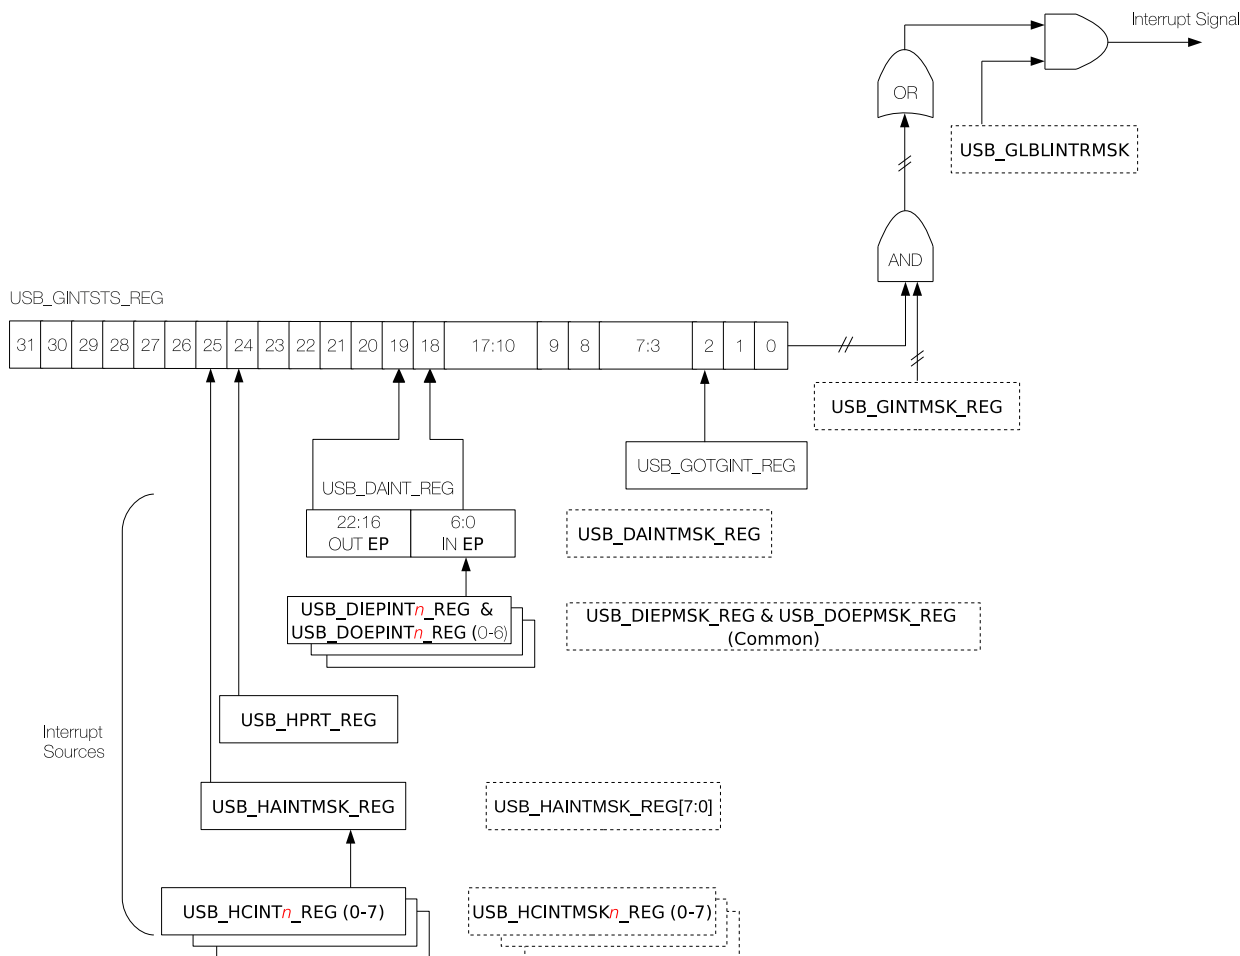 Interrupt Signal
OR
USB_GLBLINTRMSK
AND
USB_GINTSTS_REG
31 30 29 28 27 26 25 24 23 22 21 20 19 18 17:10 9 8 7:3 2 1 0
USB_GINTMSK_REG
USB_GOTGINT_REG
USB_DAINT_REG
22:16
OUT EP
6:0
IN EP
USB_DAINTMSK_REG
USB_DIEPINTn_REG &
USB_DOEPINTn_REG (0-6)
USB_DIEPMSK_REG & USB_DOEPMSK_REG
(Common)
USB_HPRT_REG
Interrupt
Sources
USB_HAINTMSK_REG
USB_HAINTMSK_REG[7:0]
USB_HCINTn_REG (0-7)
USB_HCINTMSKn_REG (0-7)